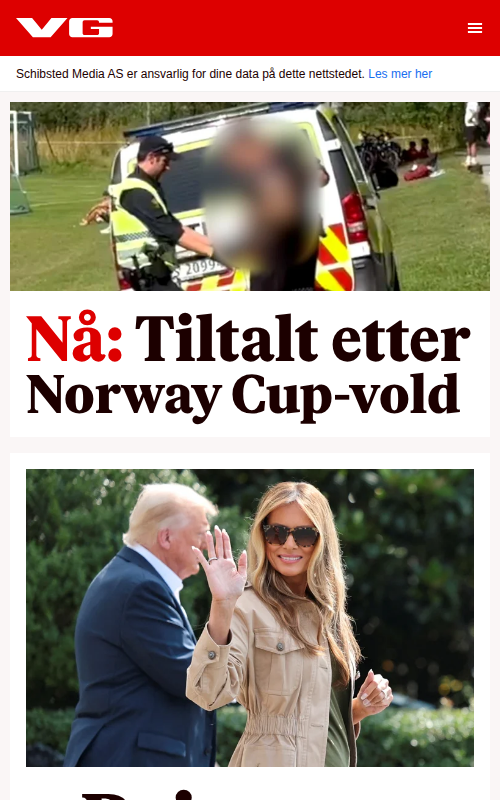 VG
Schibsted Media AS er ansvarlig for dine data på dette nettstedet. Les mer her
Nå: Tiltalt etter
Norway Cup-vold